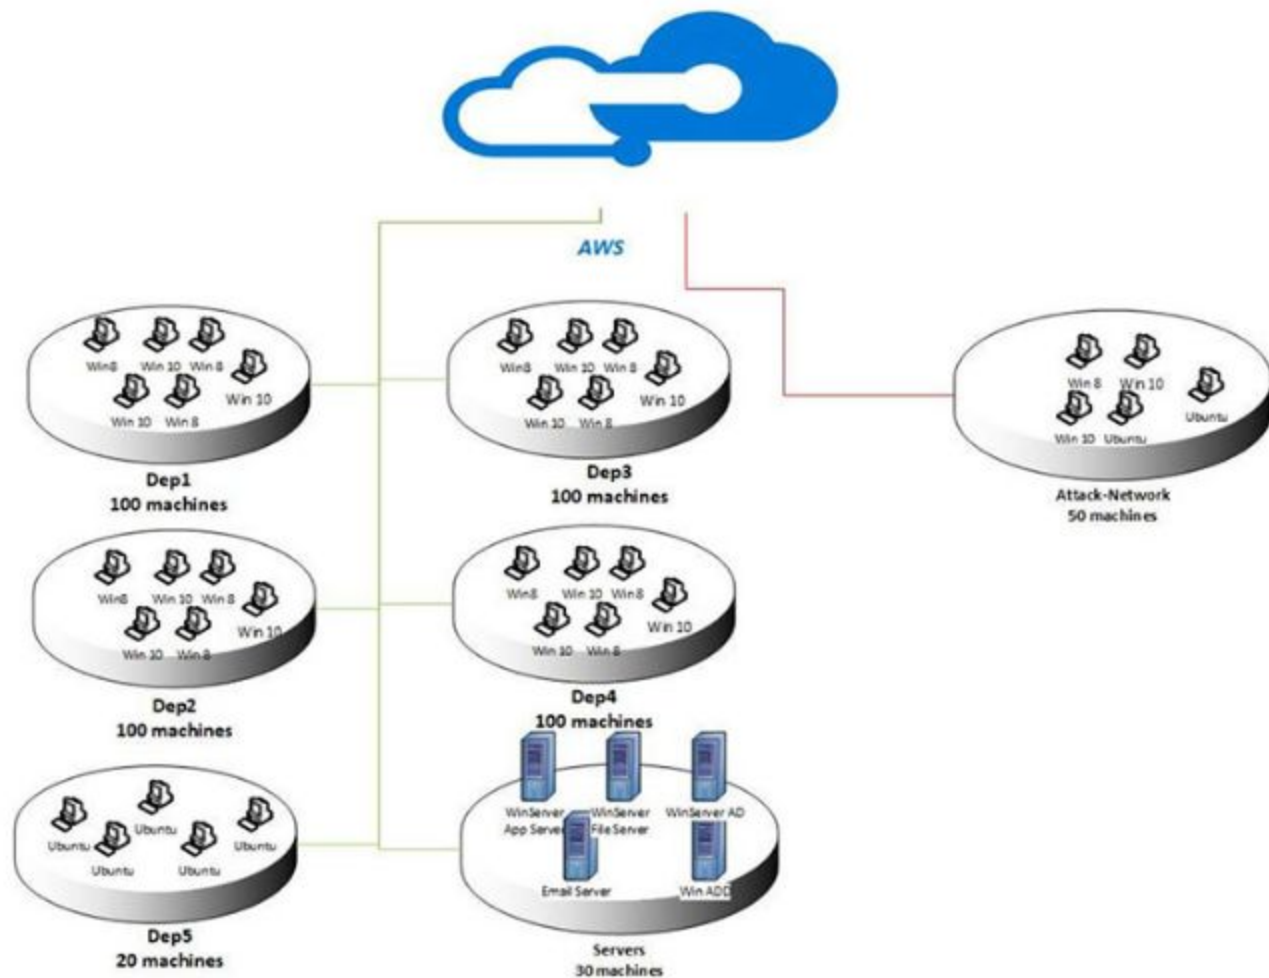 AWS
Win8 Win 10 Win 8
Win 10
Win 10 Win 8
Dep1
100 machines
Win8 Win 10 Win 8
Win 10
Win 10 Win 8
Dep3
100 machines
Win 8 Win 10
Ubuntu
Win 10 Ubuntu
Attack-Network
50 machines
Win8 Win 10 Win 8
Win 10
Win 10 Win 8
Dep2
100 machines
Win8 Win 10 Win 8
Win 10
Win 10 Win 8
Dep4
100 machines
Ubuntu
Ubuntu Ubuntu
Ubuntu Ubuntu
Dep5
20 machines
WinServer
App Server
WinServer
File Server
WinServer AD
Email Server
Win ADD
Servers
30 machines